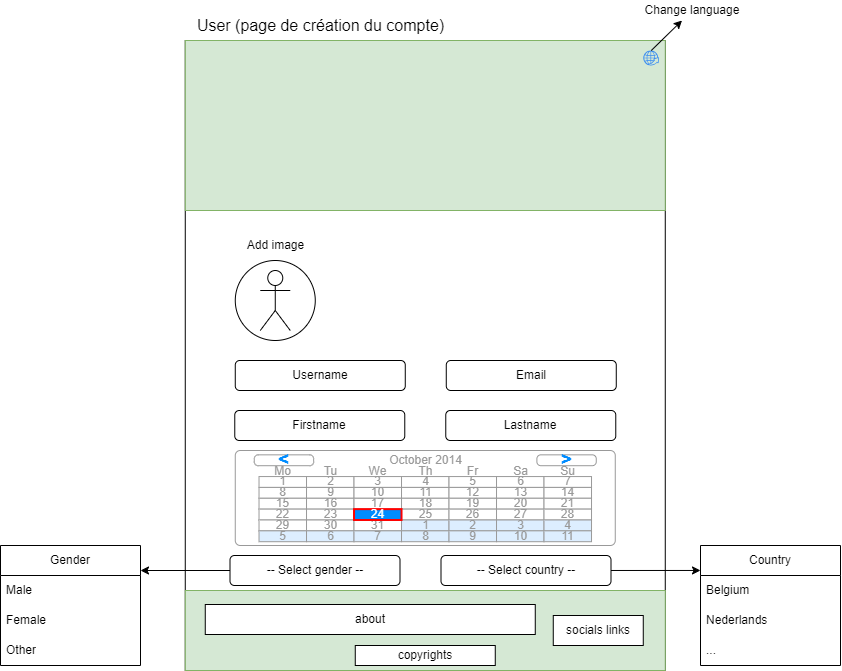 Change language
User (page de création du compte)
Add image
Username Email
Firstname Lastname
< October 2014 >
Mo Tu We Th Fr Sa Su
1 2 3 4 5 6 7
8 9 10 11 12 13 14
15 16 17 18 19 20 21
22 23 24 25 26 27 28
29 30 31 1 2 3 4
5 6 7 8 9 10 11
-- Select gender -- -- Select country --
Gender
Male
Female
Other
Country
Belgium
Nederlands
...
about
socials links
copyrights